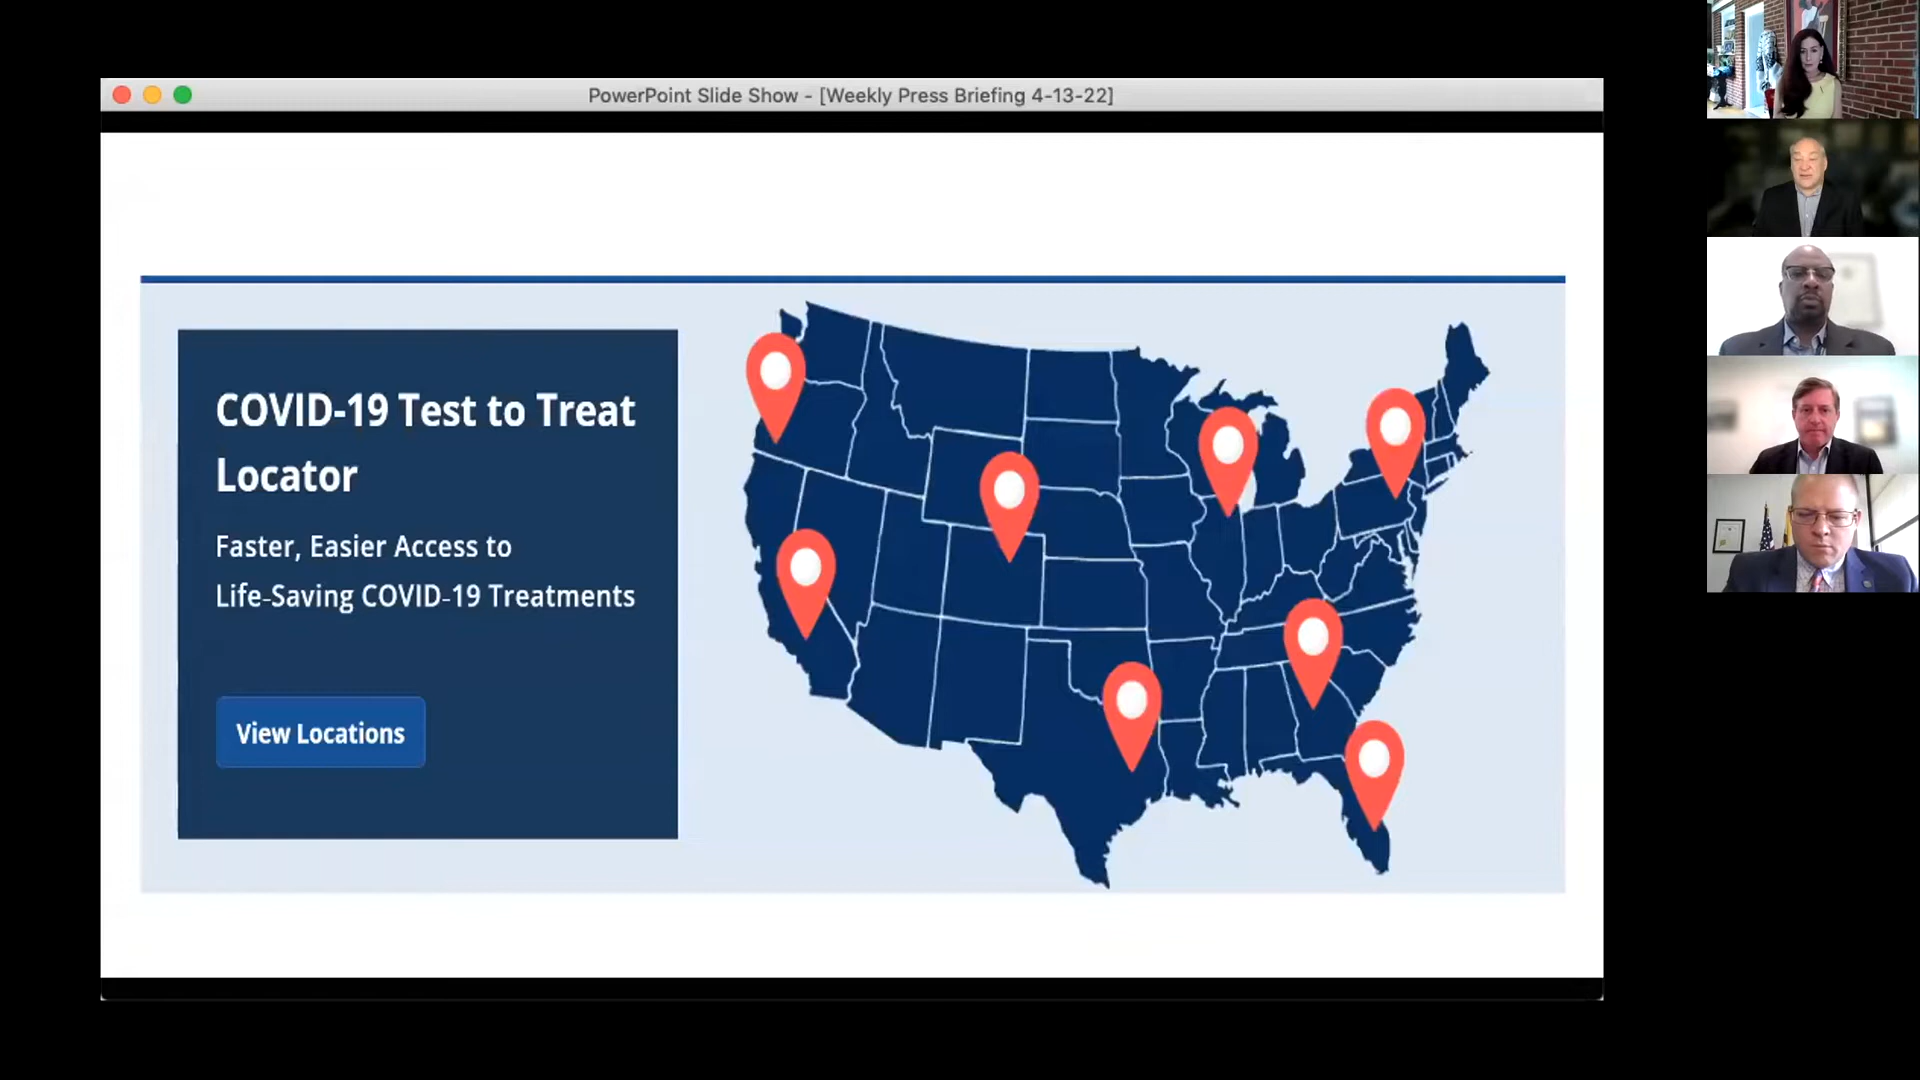 PowerPoint Slide Show - [Weekly Press Briefing 4-13-22]
COVID-19 Test to Treat
Locator
Faster, Easier Access to
Life-Saving COVID-19 Treatments
View Locations